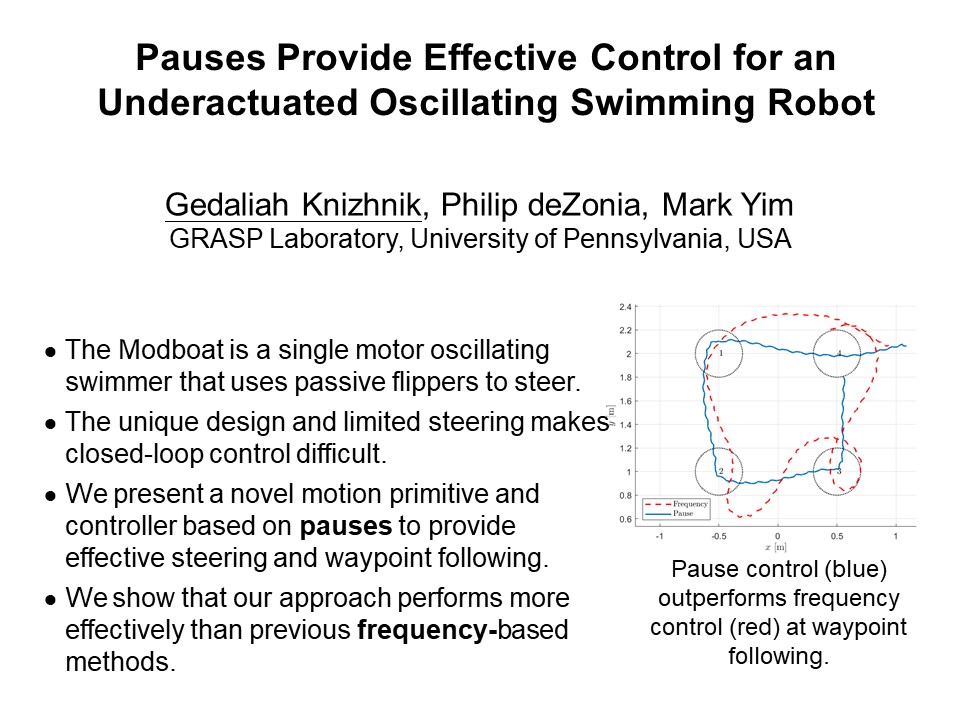 Pauses Provide Effective Control for an
Underactuated Oscillating Swimming Robot
Gedaliah Knizhnik, Philip deZonia, Mark Yim
GRASP Laboratory, University of Pennsylvania, USA
● The Modboat is a single motor oscillating
swimmer that uses passive flippers to steer.
● The unique design and limited steering makes
closed-loop control difficult.
● We present a novel motion primitive and
controller based on pauses to provide
effective steering and waypoint following.
● We show that our approach performs more
effectively than previous frequency-based
methods.
2.4
2.2
2
1.8
1.6
1.4
1.2
1
0.8
0.6
y [m]
1
4
2
3
Frequency
Pause
-1 -0.5 0 0.5 1
x [m]
Pause control (blue)
outperforms frequency
control (red) at waypoint
following.